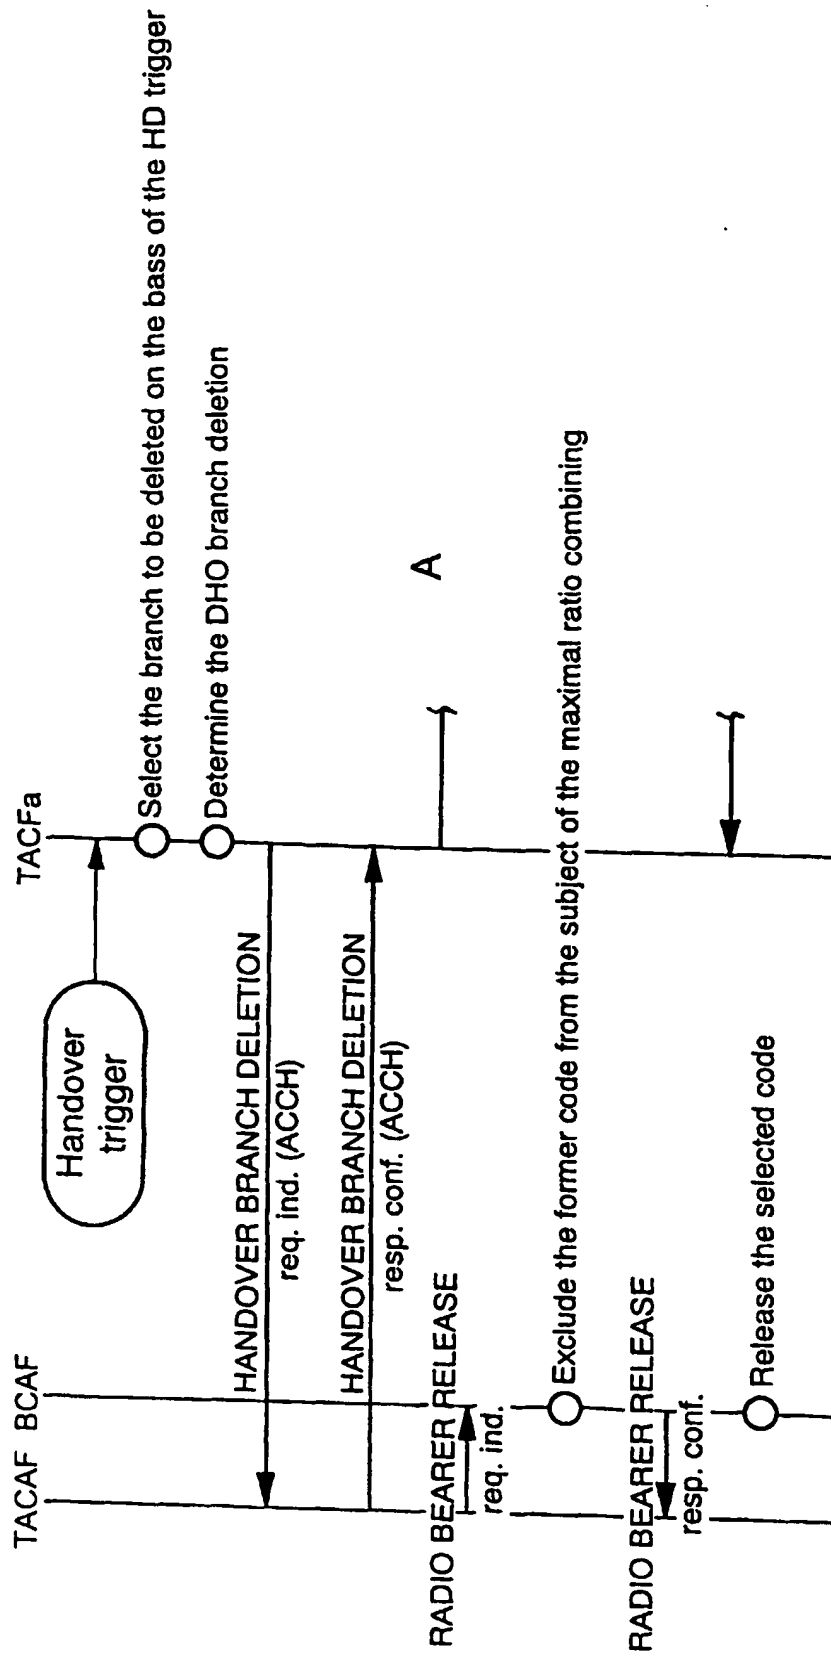 TACAF BCAF TACFa
Handover
trigger
Select the branch to be deleted on the bass of the HD trigger
Determine the DHO branch deletion
HANDOVER BRANCH DELETION
req. ind. (ACCH)
HANDOVER BRANCH DELETION
resp. conf. (ACCH)
RADIO BEARER RELEASE
req. ind.
A
Exclude the former code from the subject of the maximal ratio combining
RADIO BEARER RELEASE
resp. conf.
Release the selected code